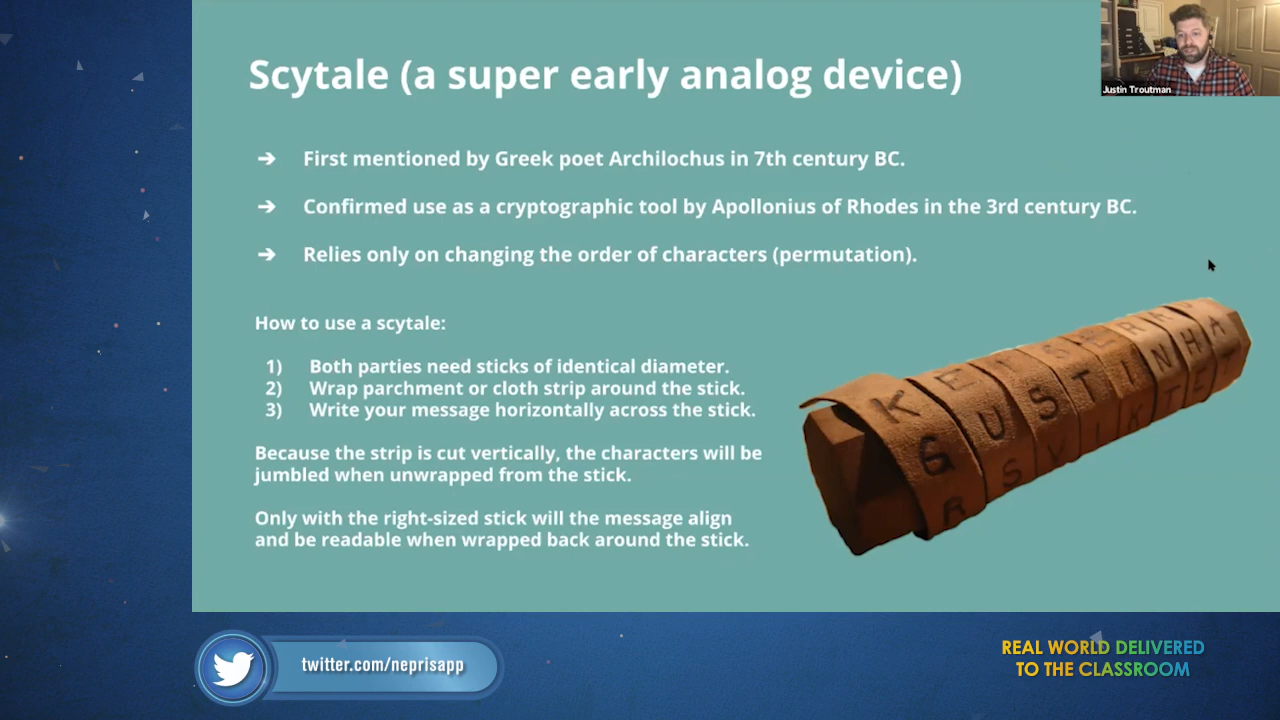 Scytale (a super early analog device)
Justin Troutman
➔ First mentioned by Greek poet Archilochus in 7th century BC.
➔ Confirmed use as a cryptographic tool by Apollonius of Rhodes in the 3rd century BC.
➔ Relies only on changing the order of characters (permutation).
How to use a scytale:
1) Both parties need sticks of identical diameter.
2) Wrap parchment or cloth strip around the stick.
3) Write your message horizontally across the stick.
Because the strip is cut vertically, the characters will be
jumbled when unwrapped from the stick.
Only with the right-sized stick will the message align
and be readable when wrapped back around the stick.
twitter.com/neprisapp
REAL WORLD DELIVERED
TO THE CLASSROOM